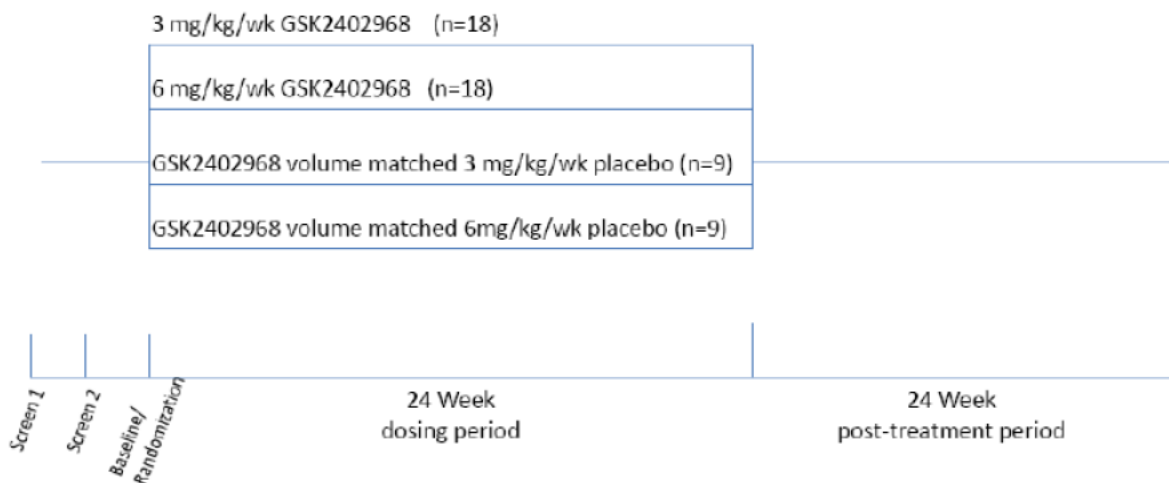 3 mg/kg/wk GSK2402968 (n=18)
6 mg/kg/wk GSK2402968 (n=18)
GSK2402968 volume matched 3 mg/kg/wk placebo (n=9)
GSK2402968 volume matched 6mg/kg/wk placebo (n=9)
Screen 1
Screen 2
Baseline/
Randomization
24 Week
dosing period
24 Week
post-treatment period